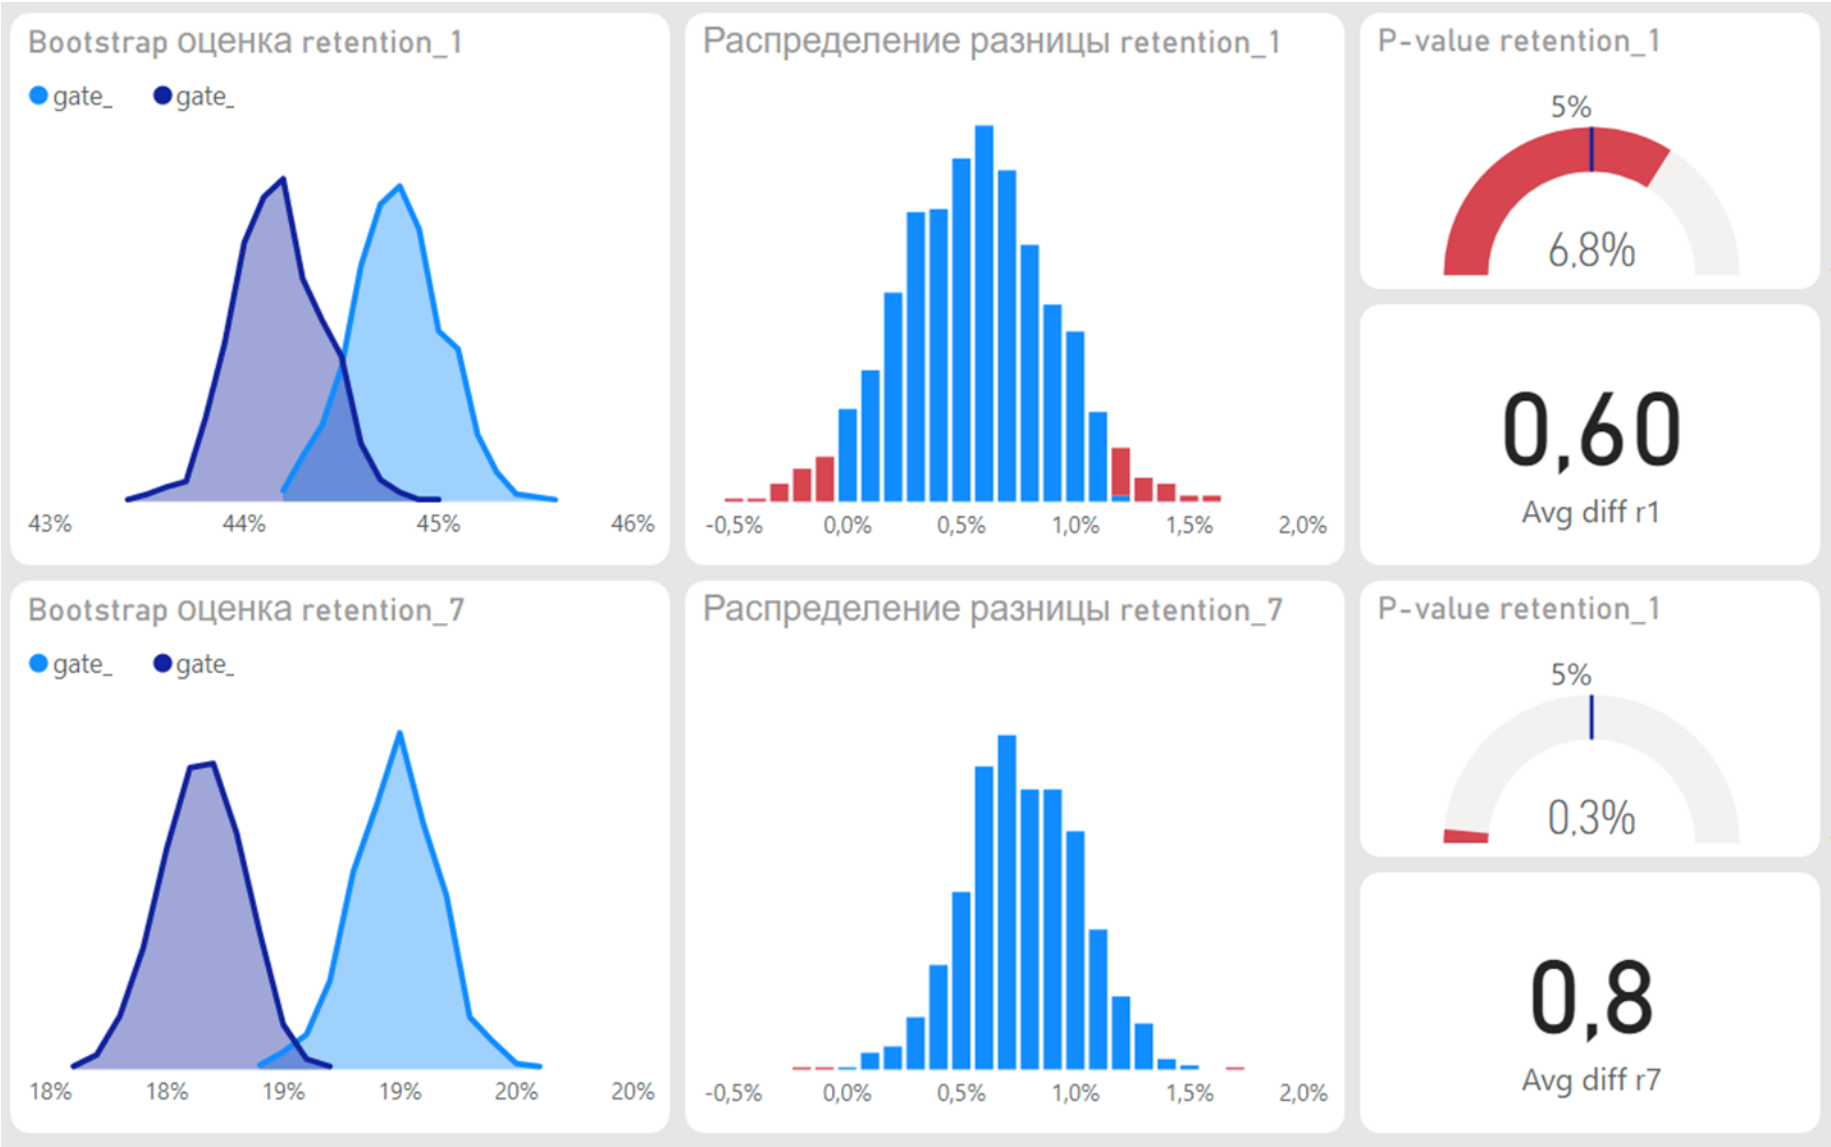 Bootstrap оценка retention_1
gate_ gate_
43% 44% 45% 46%
Распределение разницы retention_1
-0,5% 0,0% 0,5% 1,0% 1,5% 2,0%
P-value retention_1
5%
6,8%
0,60
Avg diff r1
Bootstrap оценка retention_7
gate_ gate_
18% 18% 19% 19% 20% 20%
Распределение разницы retention_7
-0,5% 0,0% 0,5% 1,0% 1,5% 2,0%
P-value retention_1
5%
0,3%
0,8
Avg diff r7